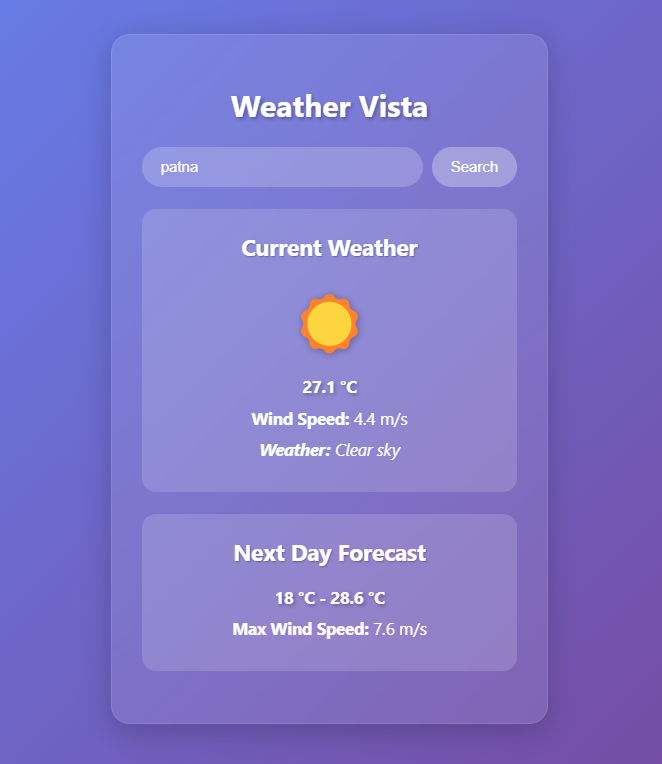 Weather Vista
patna
Search
Current Weather
27.1 °C
Wind Speed: 4.4 m/s
Weather: Clear sky
Next Day Forecast
18 °C - 28.6 °C
Max Wind Speed: 7.6 m/s